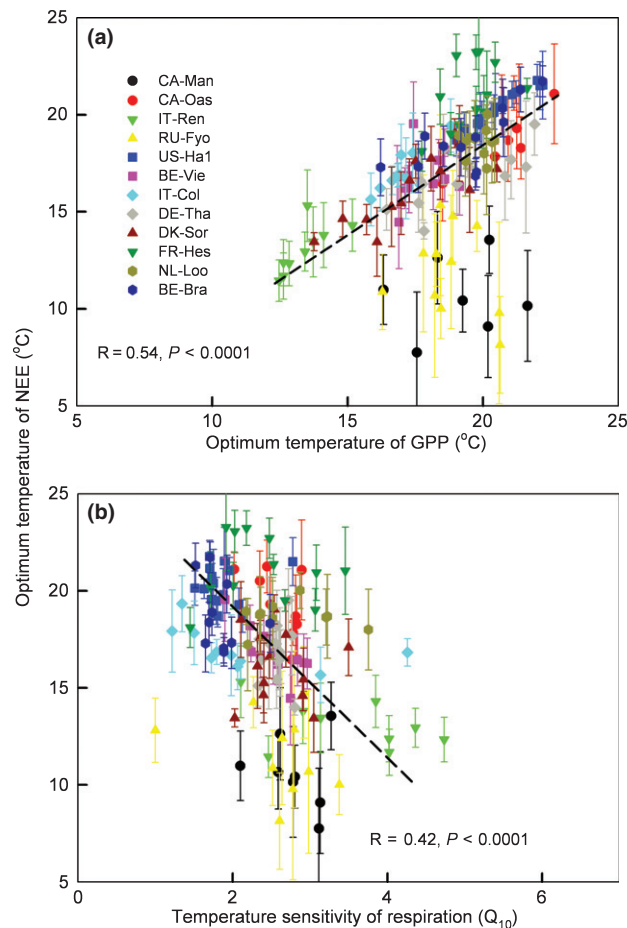 25
(a)
CA-Man
CA-Oas
IT-Ren
RU-Fyo
US-Ha1
BE-Vie
IT-Col
DE-Tha
DK-Sor
FR-Hes
NL-Loo
BE-Bra
20
15
10
5
R = 0.54, P < 0.0001
5 10 15 20 25
Optimum temperature of GPP (°C)
Optimum temperature of NEE (°C)
25
(b)
20
15
10
5
R = 0.42, P < 0.0001
0 2 4 6
Temperature sensitivity of respiration (Q10)